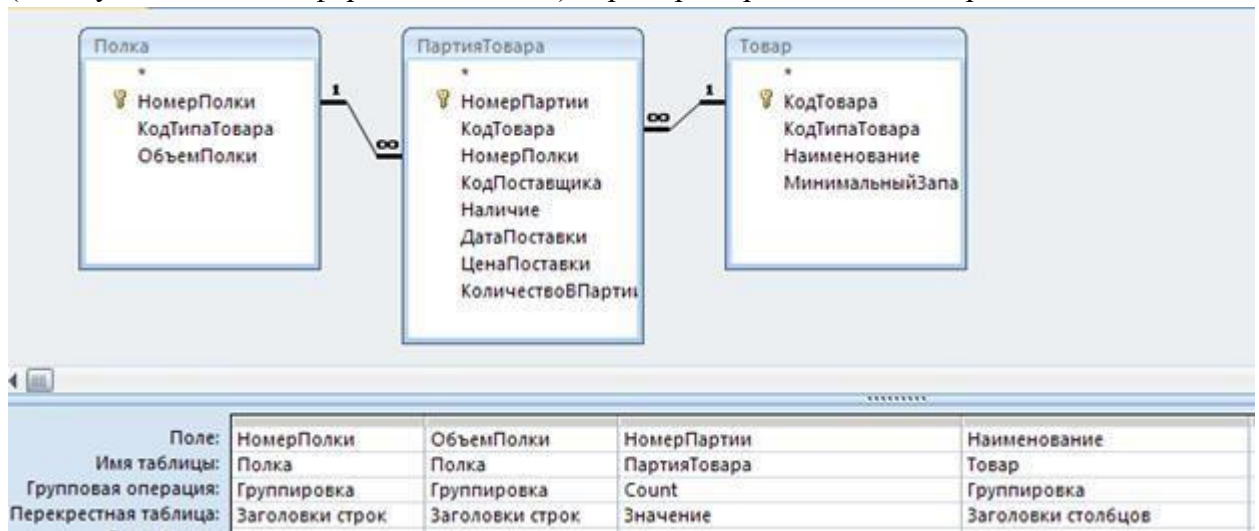 Полка
*
НомерПолки
КодТипаТовара
ОбъемПолки
1
∞
ПартияТовара
*
НомерПартии
КодТовара
НомерПолки
КодПоставщика
Наличие
ДатаПоставки
ЦенаПоставки
КоличествоВПарти
∞
1
Товар
*
КодТовара
КодТипаТовара
Наименование
МинимальныйЗапа
Поле: НомерПолки ОбъемПолки НомерПартии Наименование
Имя таблицы: Полка Полка ПартияТовара Товар
Групповая операция: Группировка Группировка Count Группировка
Перекрестная таблица: Заголовки строк Заголовки строк Значение Заголовки столбцов